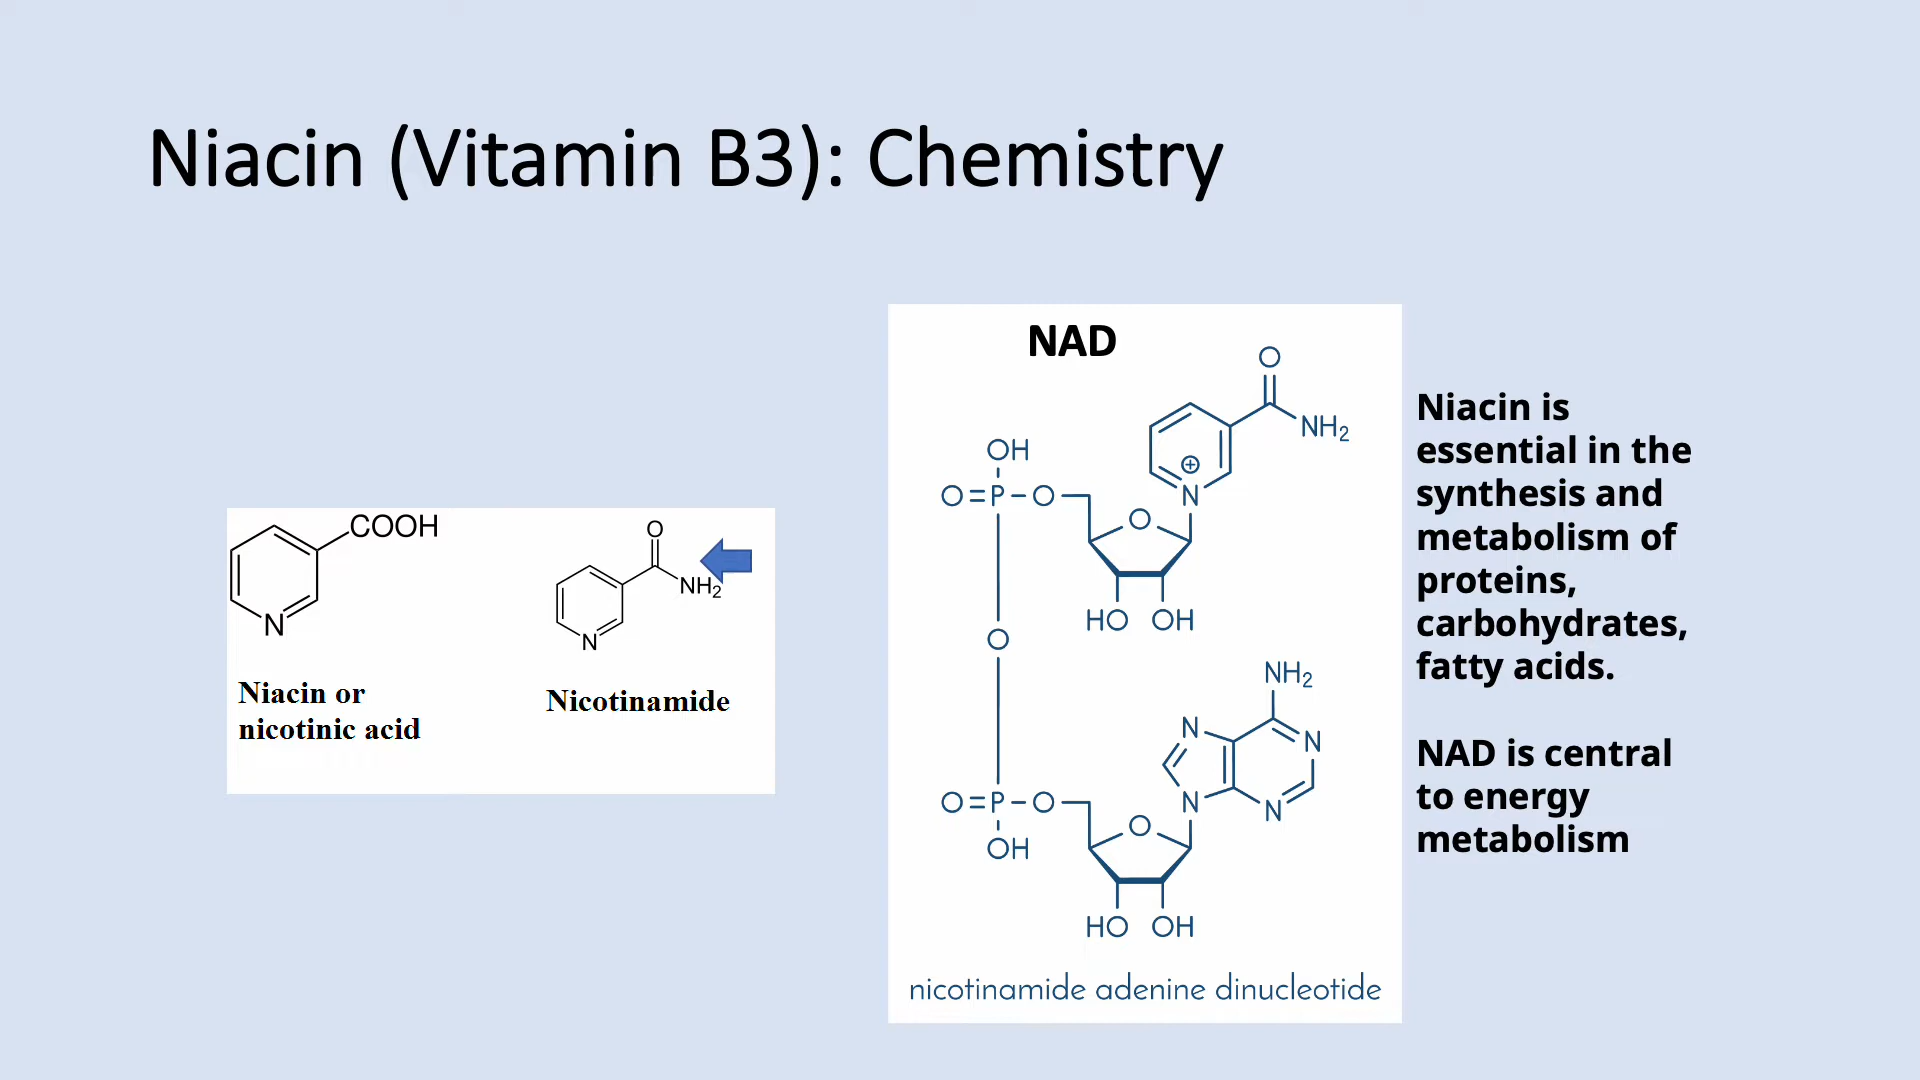 Niacin (Vitamin B3): Chemistry
COOH
N
Niacin or
nicotinic acid
O
NH2
N
Nicotinamide
NAD
O
NH2
OH
O=P-O
N
O
HO OH
O
NH2
N
N
N
N
O=P-O
O
OH
HO OH
nicotinamide adenine dinucleotide
Niacin is
essential in the
synthesis and
metabolism of
proteins,
carbohydrates,
fatty acids.
NAD is central
to energy
metabolism